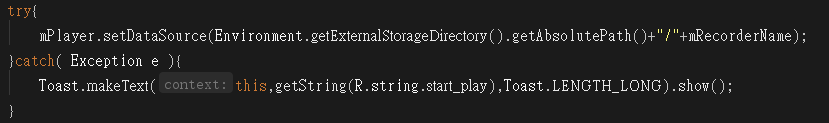 try{
mPlayer.setDataSource(Environment.getExternalStorageDirectory().getAbsolutePath()+"/"+mRecorderName);
}catch( Exception e ){
Toast.makeText( context: this,getString(R.string.start_play),Toast.LENGTH_LONG).show();
}